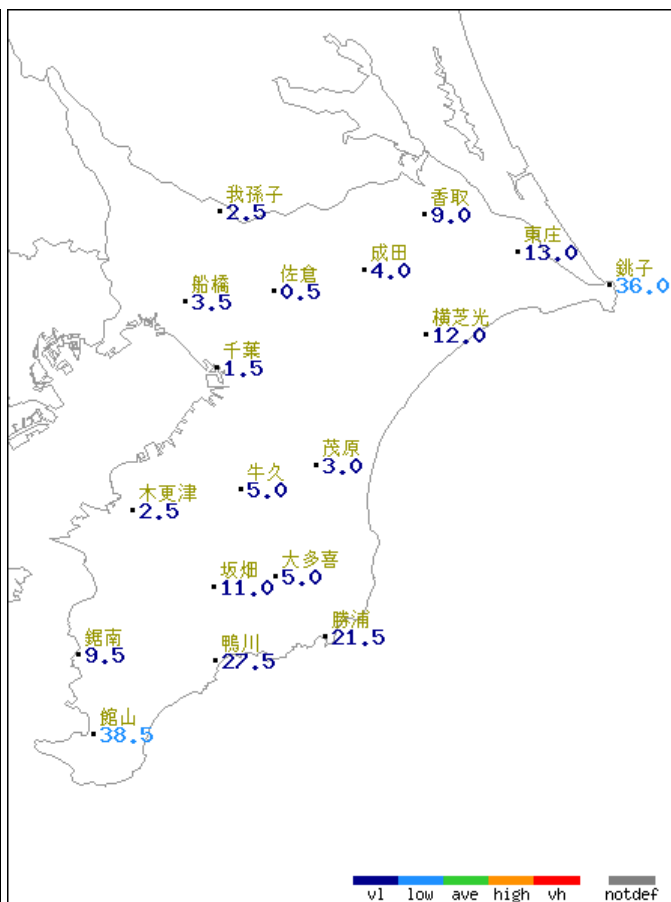 我孫子
2.5
香取
9.0
東庄
13.0
成田
4.0
銚子
36.0
佐倉
0.5
船橋
3.5
横芝光
12.0
千葉
1.5
茂原
3.0
牛久
5.0
木更津
2.5
大多喜
5.0
坂畑
11.0
勝浦
21.5
鋸南
9.5
鴨川
27.5
館山
38.5
vl low ave high vh notdef